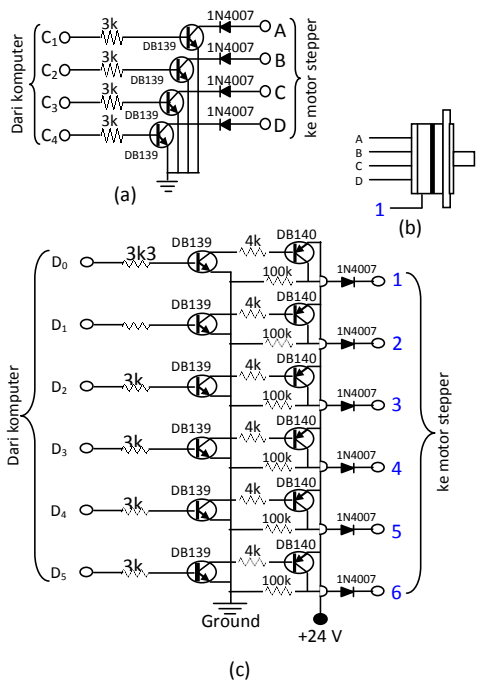 1N4007
C1 3k DB139 A
1N4007
C2 3k DB139 B
1N4007
C3 3k DB139 C
1N4007
C4 3k DB139 D
Dari komputer
ke motor stepper
(a)
A
B
C
D
1
(b)
D0 3k3 DB139 4k DB140 100k 1N4007 1
D1 DB139 4k DB140 100k 1N4007 2
D2 3k DB139 4k DB140 100k 1N4007 3
D3 3k DB139 4k DB140 100k 1N4007 4
D4 3k DB139 4k DB140 100k 1N4007 5
D5 3k DB139 4k DB140 100k 1N4007 6
Dari komputer
ke motor stepper
Ground
+24 V
(c)